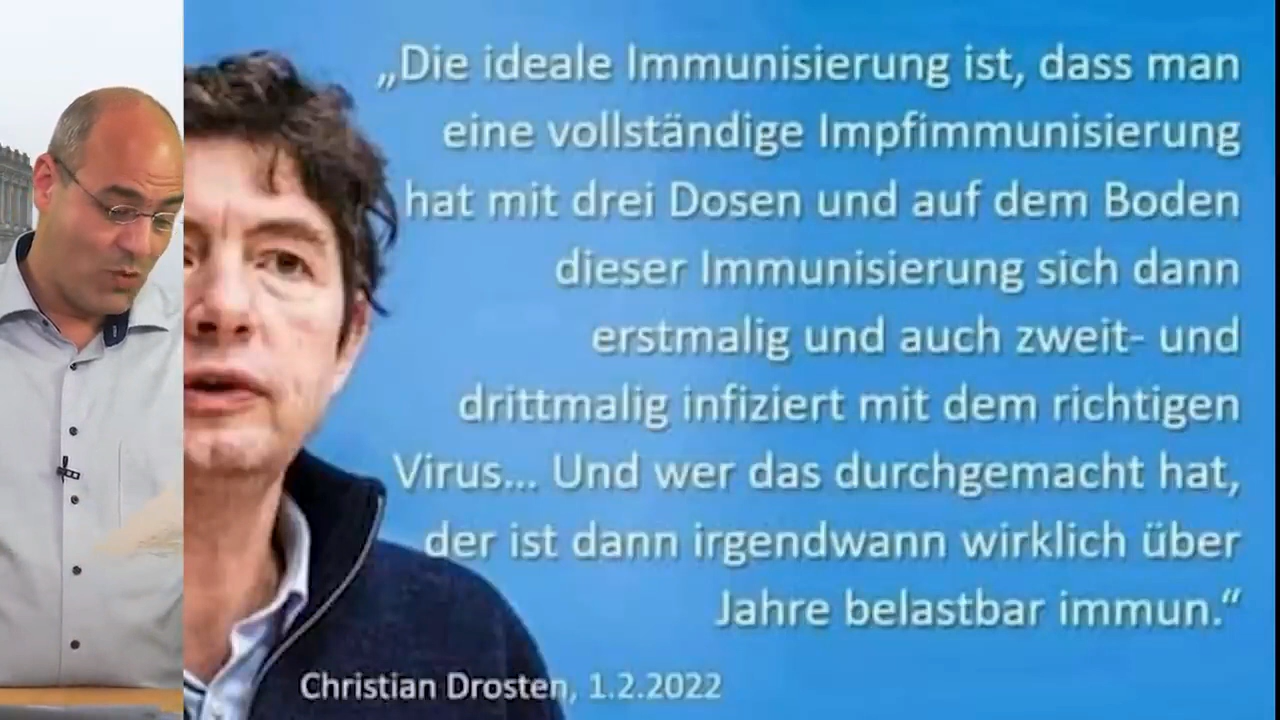 „Die ideale Immunisierung ist, dass man
eine vollständige Impfimmunisierung
hat mit drei Dosen und auf dem Boden
dieser Immunisierung sich dann
erstmalig und auch zweit- und
drittmalig infiziert mit dem richtigen
Virus... Und wer das durchgemacht hat,
der ist dann irgendwann wirklich über
Jahre belastbar immun.“
Christian Drosten, 1.2.2022